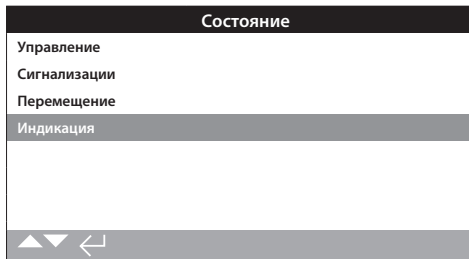 Состояние
Управление
Сигнализации
Перемещение
Индикация